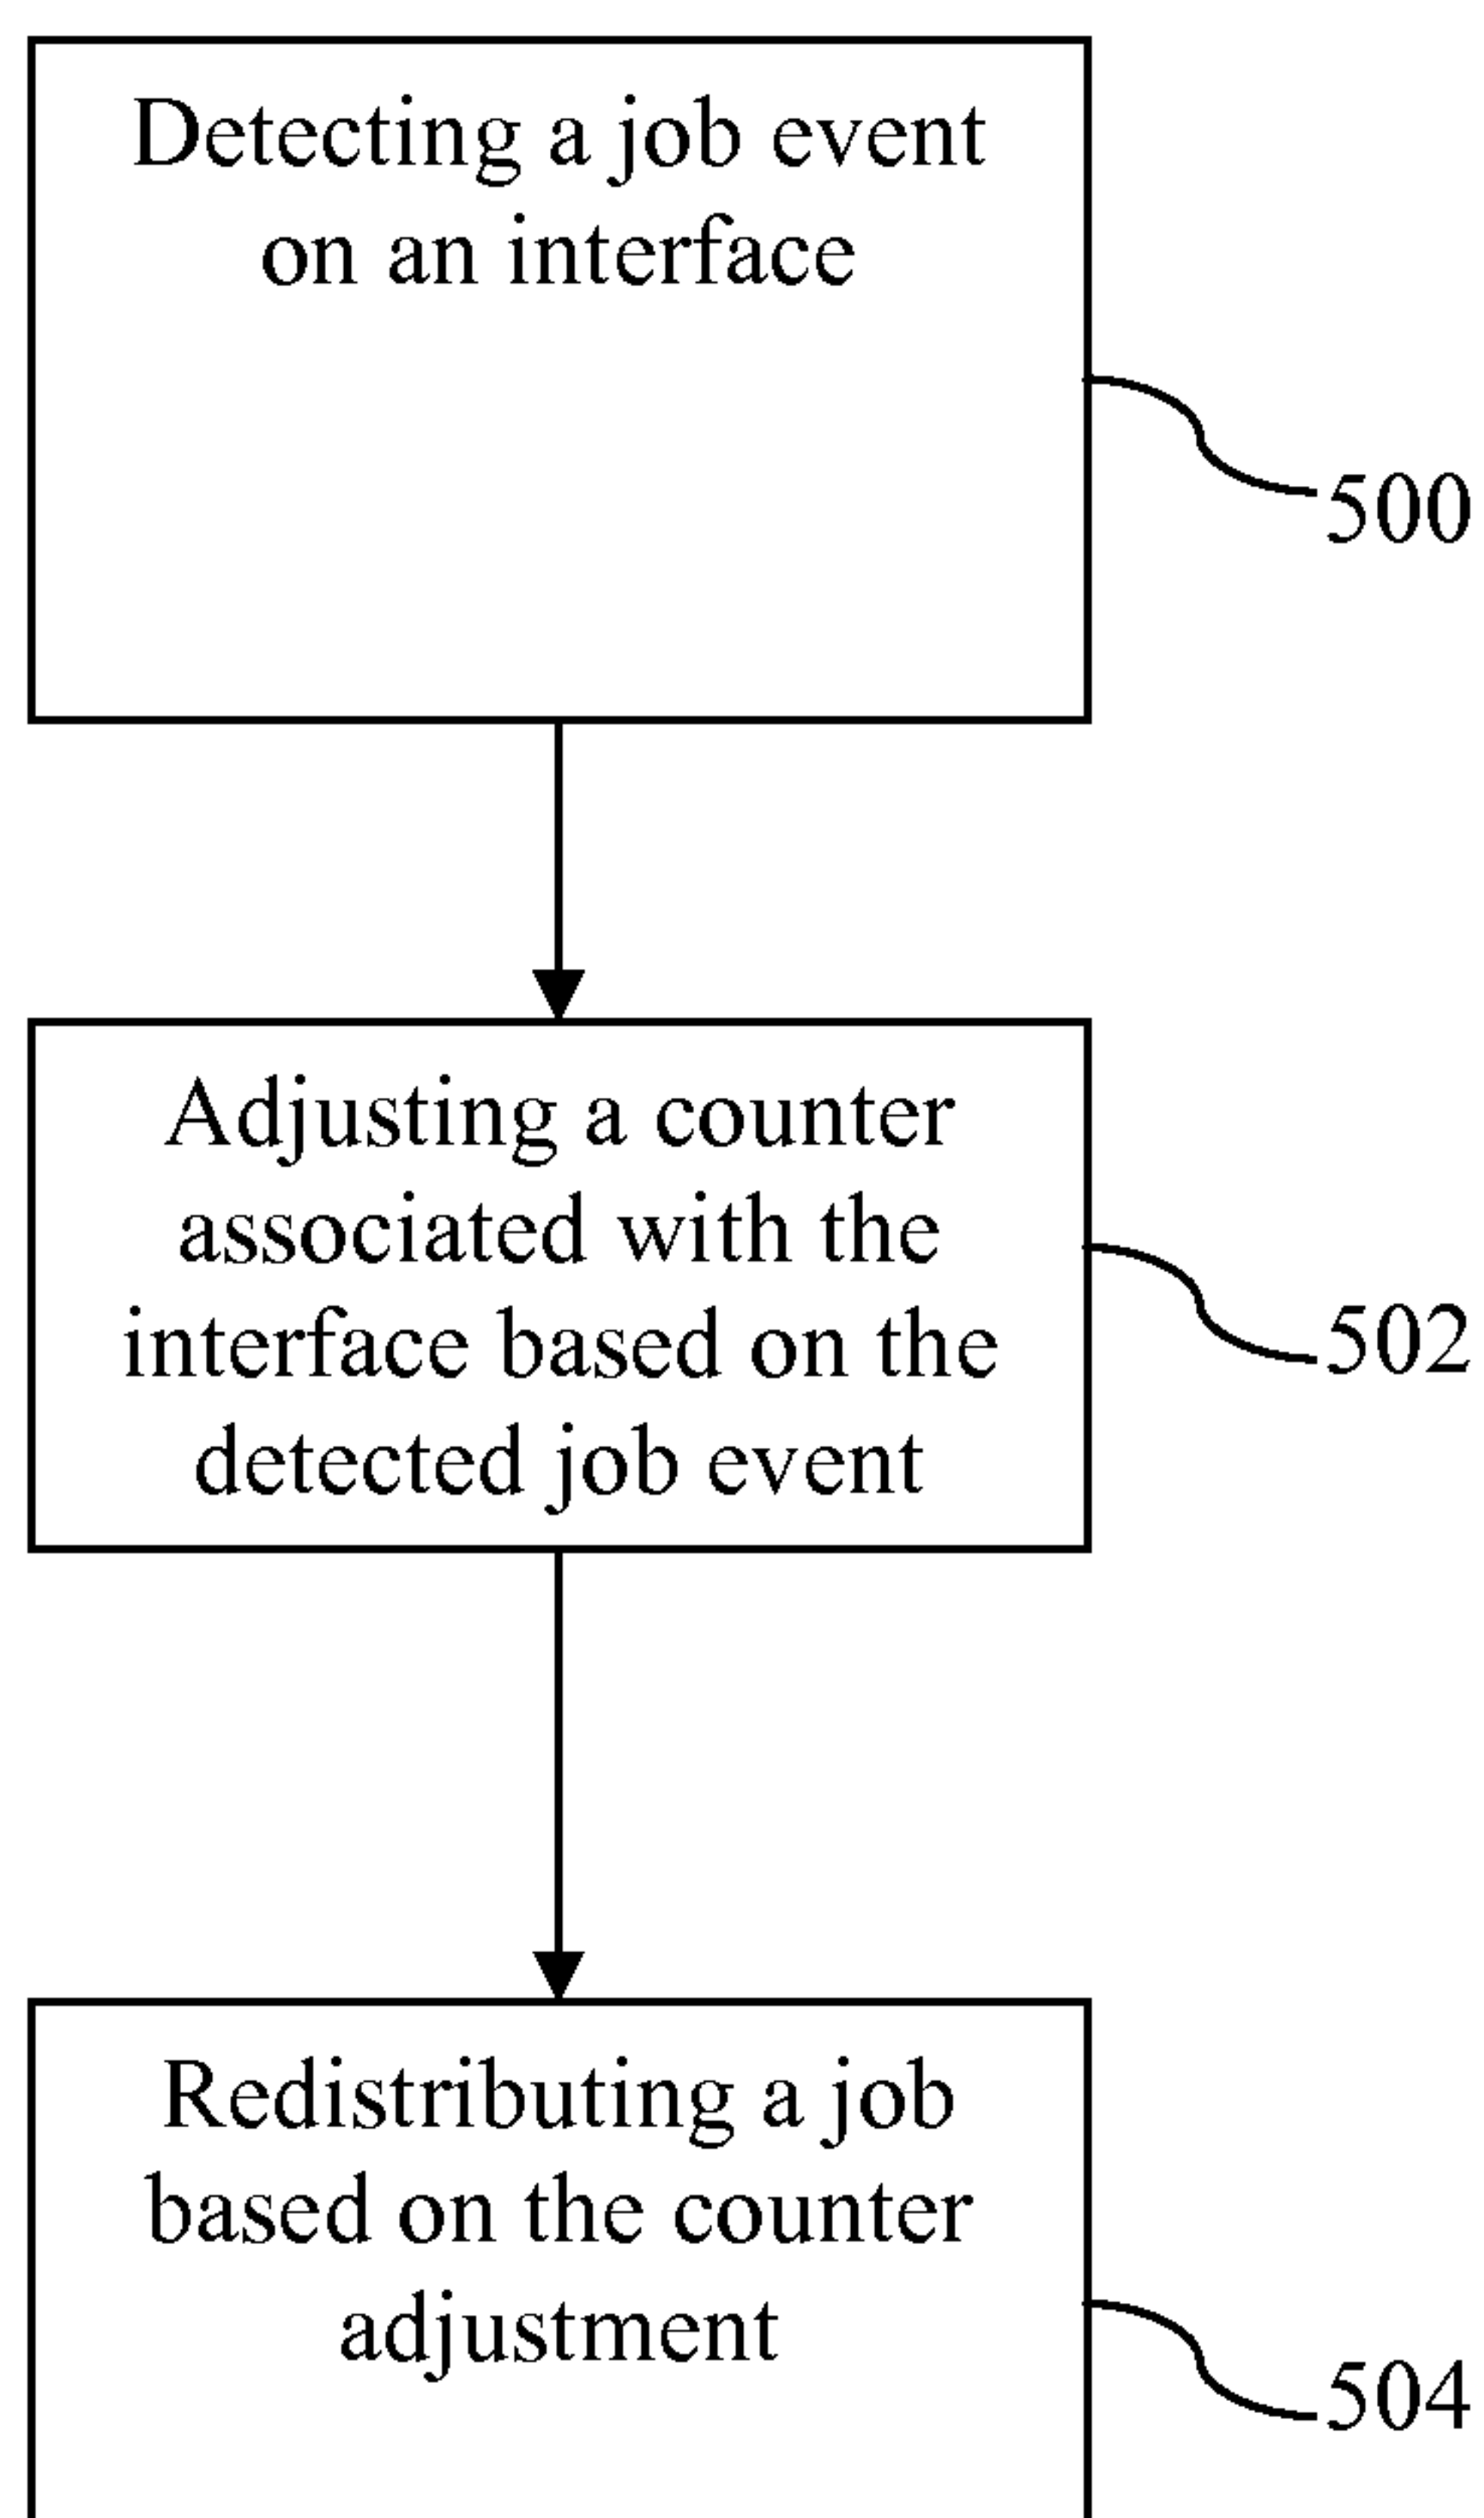 Detecting a job event
on an interface
500
Adjusting a counter
associated with the
interface based on the
detected job event
502
Redistributing a job
based on the counter
adjustment
504